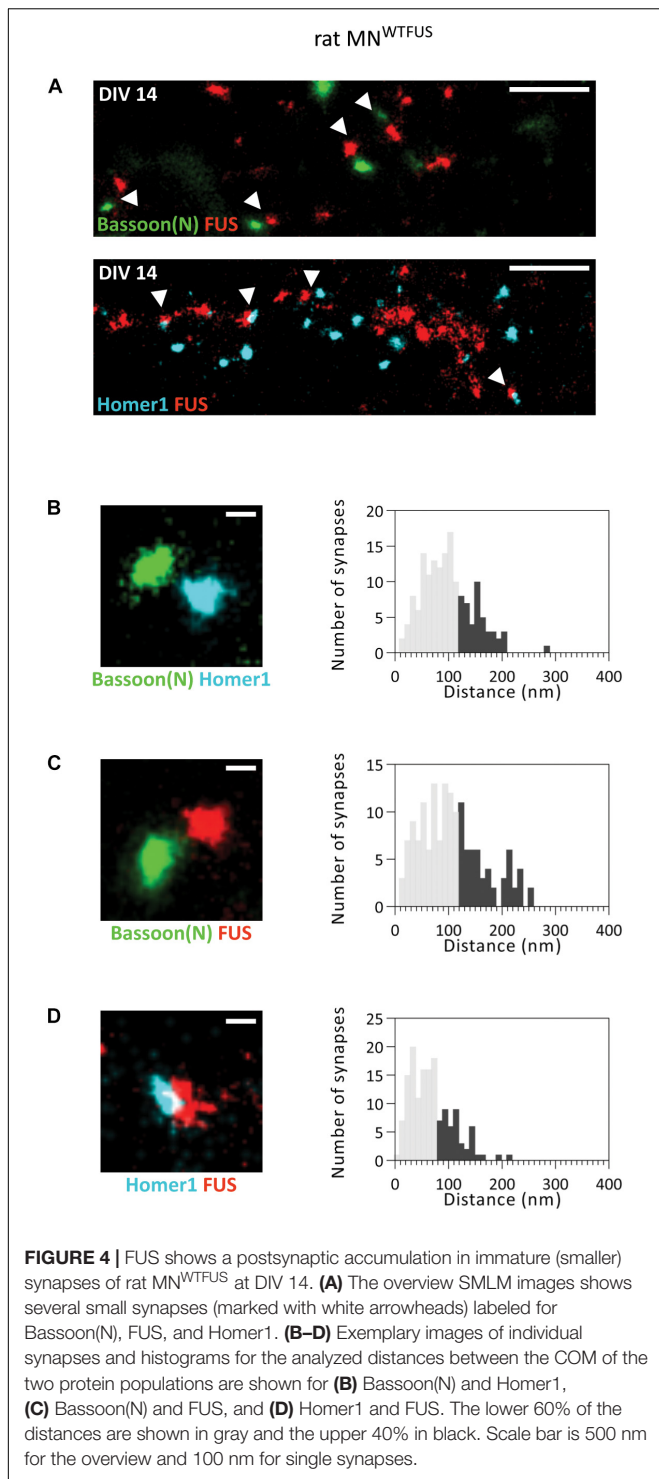 rat MN^WTFUS
A
DIV 14
Bassoon(N) FUS
DIV 14
Homer1 FUS
B
Bassoon(N) Homer1
Number of synapses
20
15
10
5
0
0 100 200 300 400
Distance (nm)
C
Bassoon(N) FUS
Number of synapses
15
10
5
0
0 100 200 300 400
Distance (nm)
D
Homer1 FUS
Number of synapses
25
20
15
10
5
0
0 100 200 300 400
Distance (nm)
FIGURE 4 | FUS shows a postsynaptic accumulation in immature (smaller)
synapses of rat MN^WTFUS at DIV 14. (A) The overview SMLM images shows
several small synapses (marked with white arrowheads) labeled for
Bassoon(N), FUS, and Homer1. (B–D) Exemplary images of individual
synapses and histograms for the analyzed distances between the COM of the
two protein populations are shown for (B) Bassoon(N) and Homer1,
(C) Bassoon(N) and FUS, and (D) Homer1 and FUS. The lower 60% of the
distances are shown in gray and the upper 40% in black. Scale bar is 500 nm
for the overview and 100 nm for single synapses.